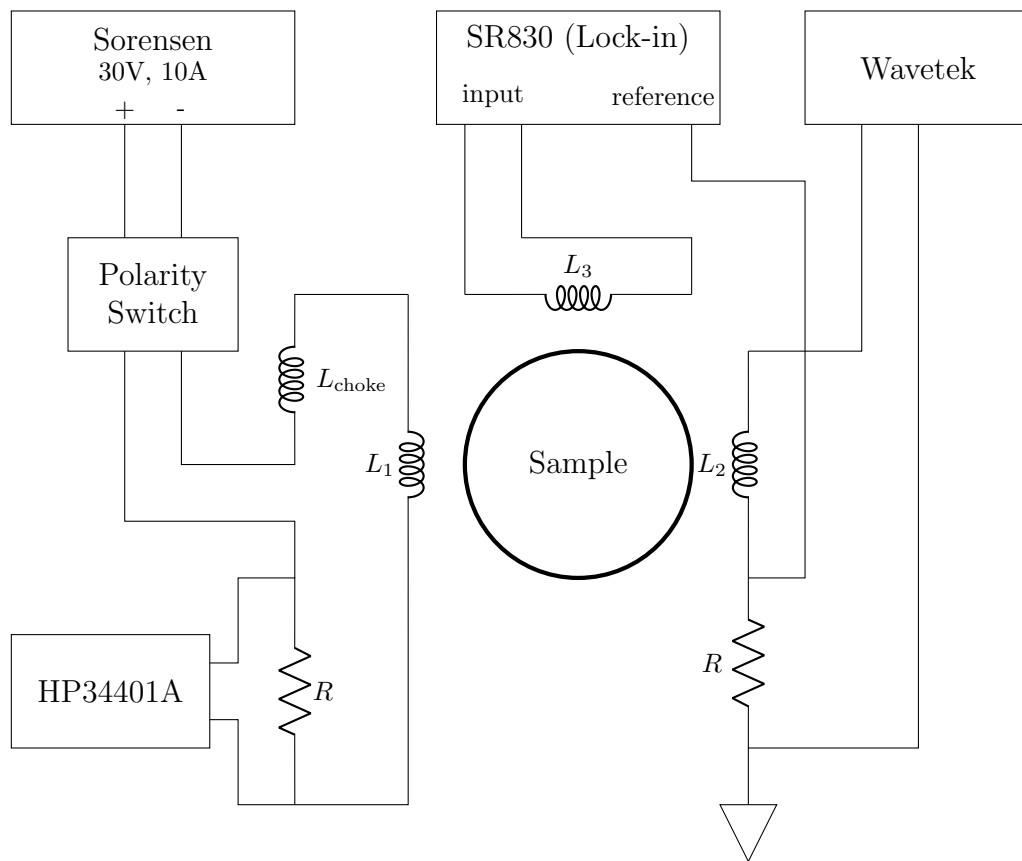 Sorensen
30V, 10A
+ -
SR830 (Lock-in)
input reference
Wavetek
Polarity
Switch
L₃
Lchoke
L₁
Sample
L₂
HP34401A
R
R